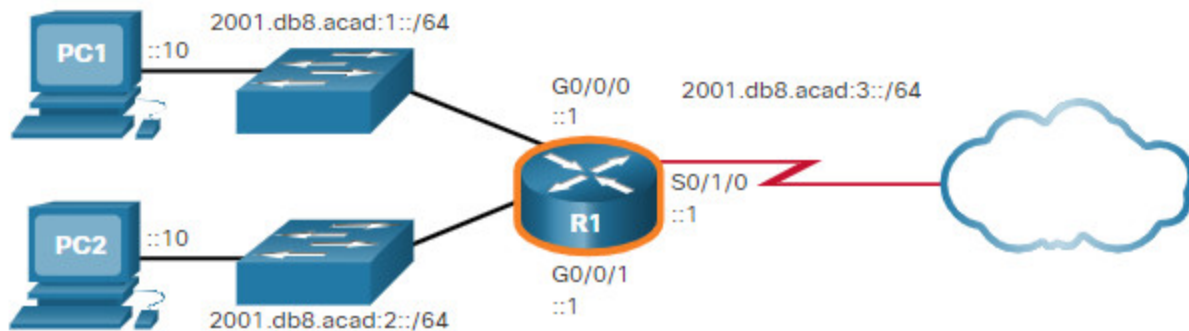 2001.db8.acad:1::/64
PC1
::10
G0/0/0
::1
2001.db8.acad:3::/64
S0/1/0
::1
R1
PC2
::10
G0/0/1
::1
2001.db8.acad:2::/64